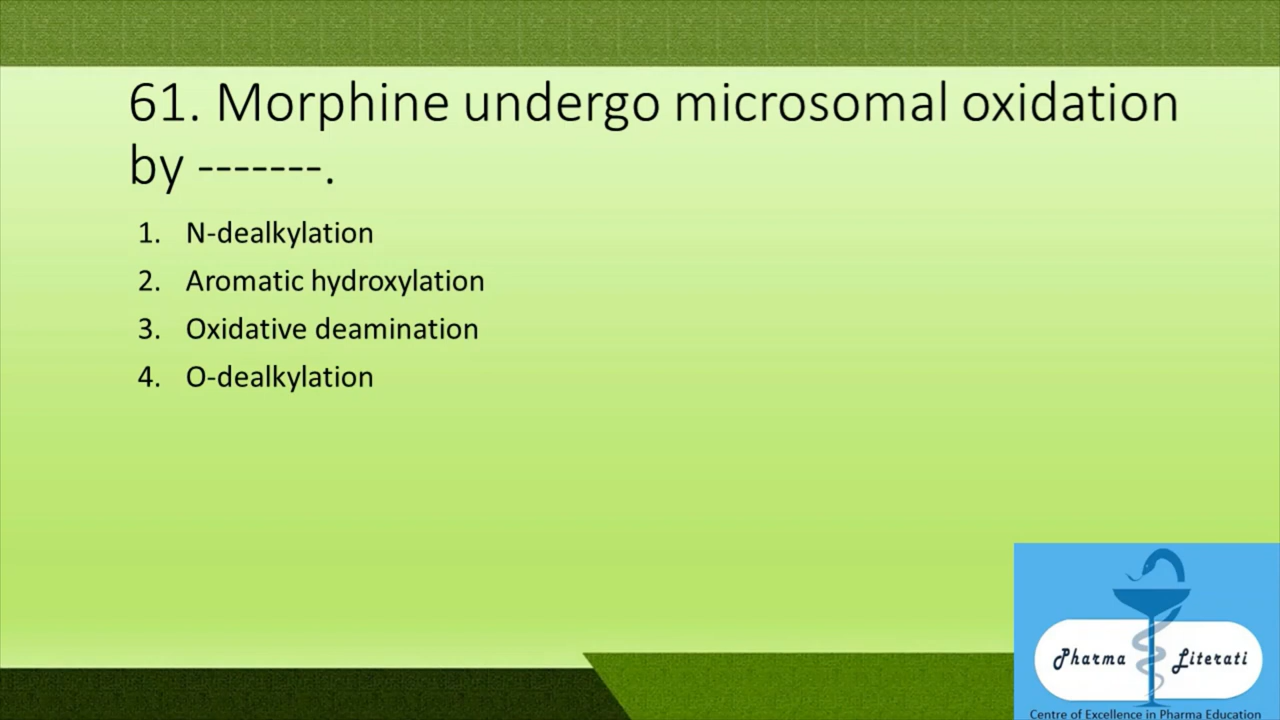 61. Morphine undergo microsomal oxidation
by -------.
1. N-dealkylation
2. Aromatic hydroxylation
3. Oxidative deamination
4. O-dealkylation
Pharma Literati
Centre of Excellence in Pharma Education